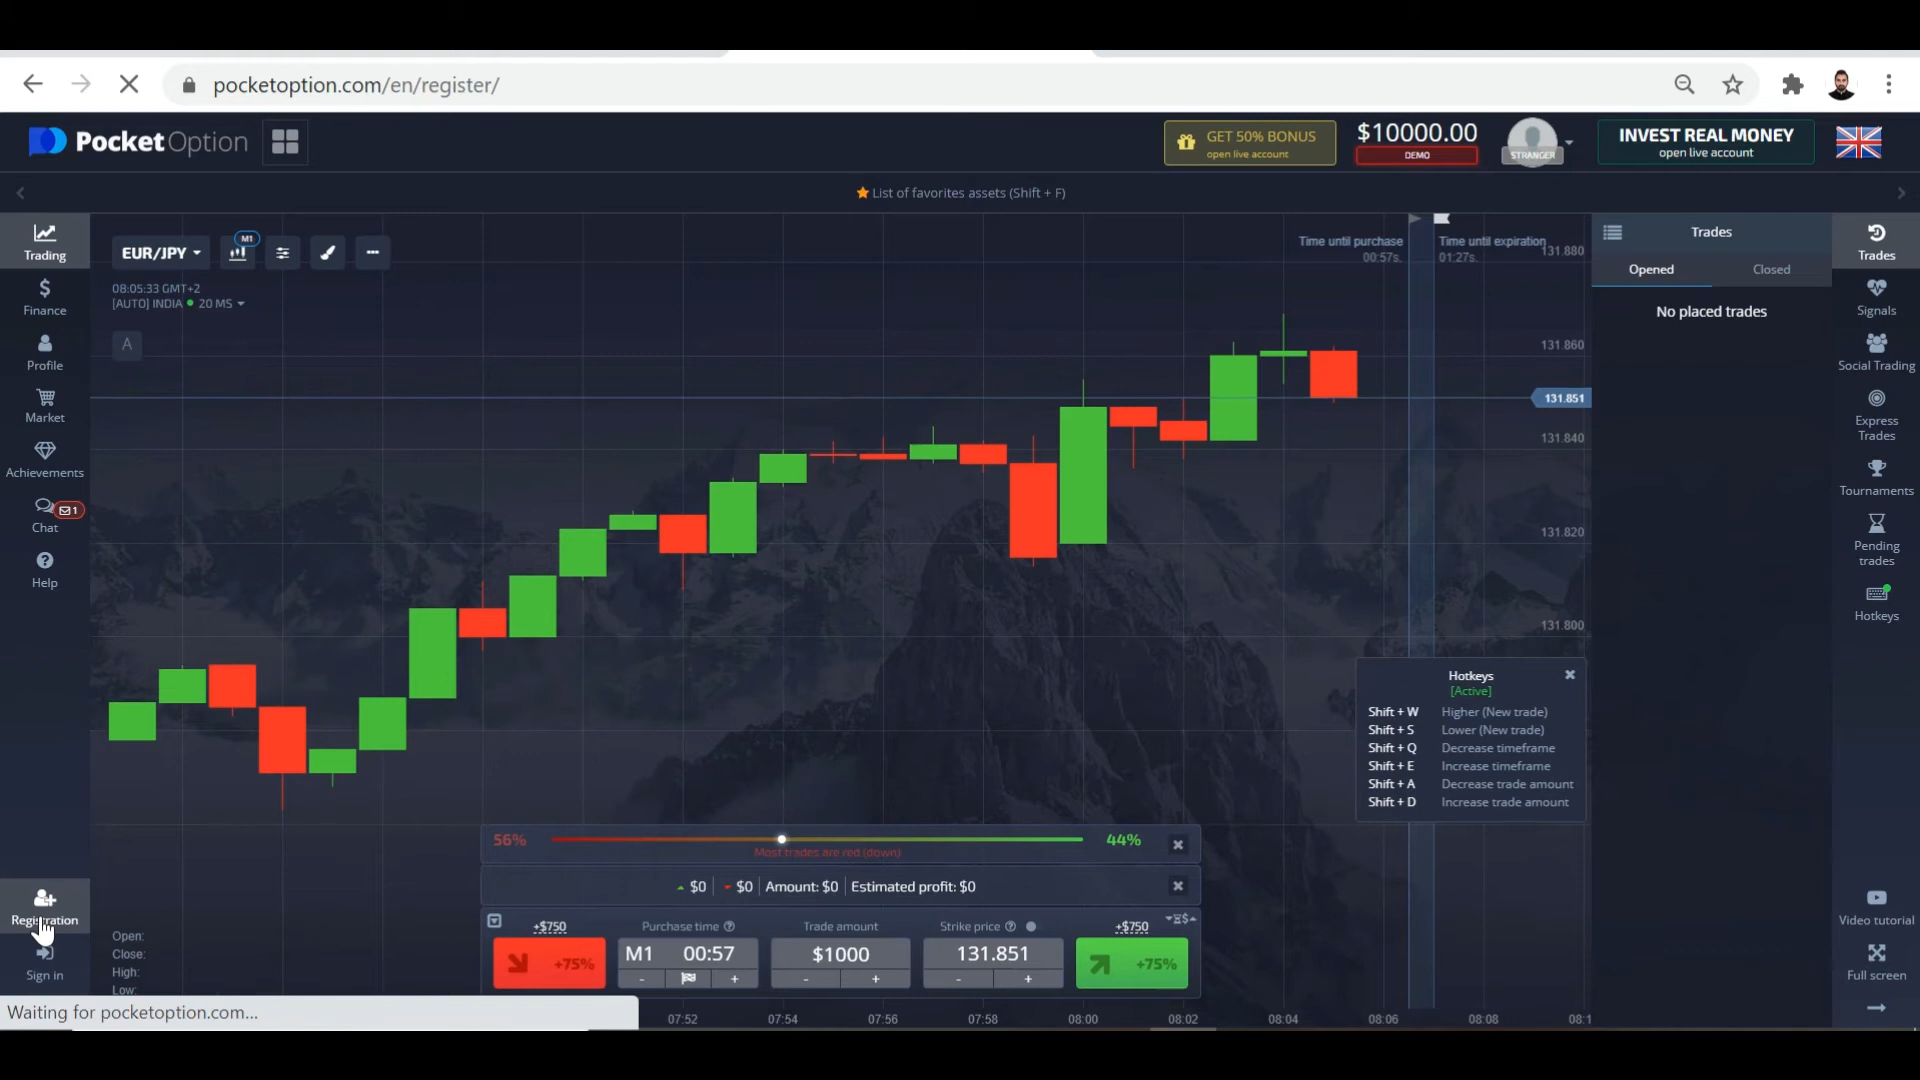 pocketoption.com/en/register/
PocketOption
GET 50% BONUS
open live account
$10000.00
DEMO
STRANGER
INVEST REAL MONEY
open live account
List of favorites assets (Shift + F)
Trading
Finance
Profile
Market
Achievements
Chat
1
Help
Registration
Sign in
EUR/JPY
M1
08:05:33 GMT+2
[AUTO] INDIA 20 MS
A
Time until purchase
00:57s.
Time until expiration
01:27s.
131.880
131.860
131.851
131.840
131.820
131.800
Trades
Opened
Closed
No placed trades
Trades
Signals
Social Trading
Express
Trades
Tournaments
Pending
trades
Hotkeys
Video tutorial
Full screen
Hotkeys
[Active]
Shift + W Higher (New trade)
Shift + S Lower (New trade)
Shift + Q Decrease timeframe
Shift + E Increase timeframe
Shift + A Decrease trade amount
Shift + D Increase trade amount
56%
44%
Most trades are red (down)
$0 $0 Amount: $0 Estimated profit: $0
+$750
Purchase time
Trade amount
Strike price
+$750
+75%
M1 00:57
$1000
131.851
+75%
- +
- +
- +
Open:
Close:
High:
Low:
Waiting for pocketoption.com...
07:52
07:54
07:56
07:58
08:00
08:02
08:04
08:06
08:08
08:1